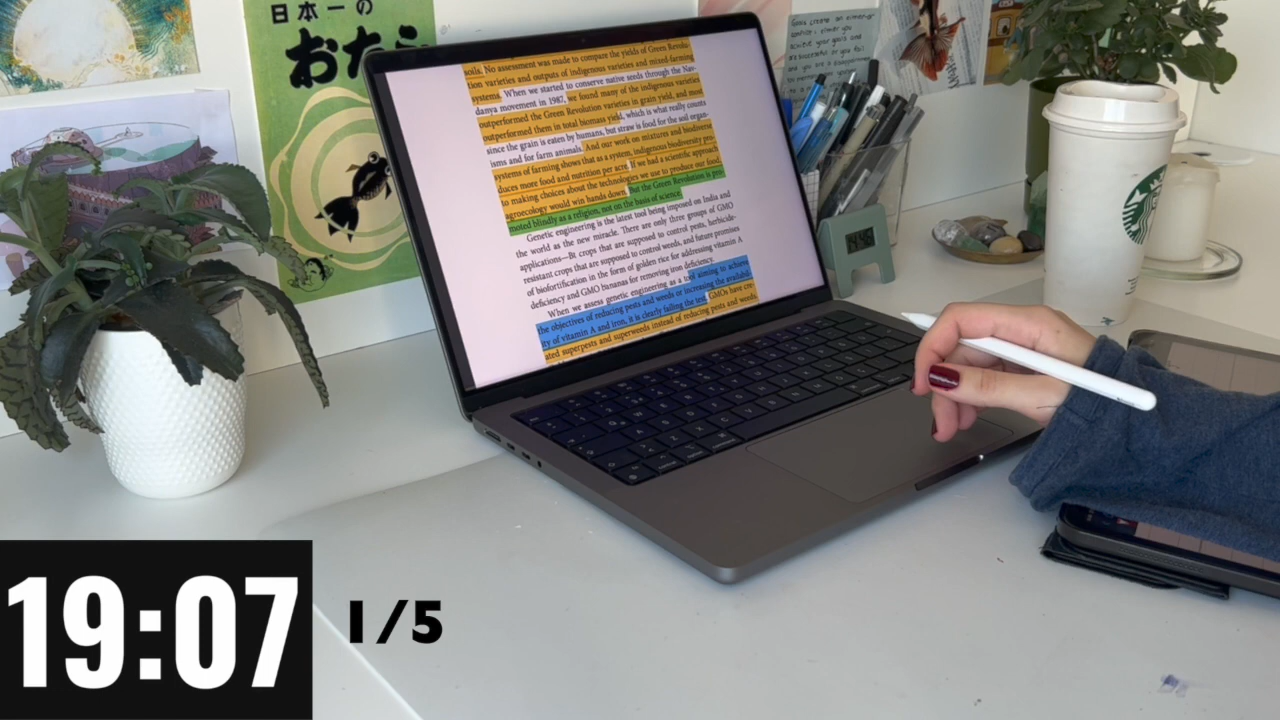 日本一の
おたら
soils. No assessment was made to compare the yields of Green Revolu-
tion varieties and outputs of indigenous varieties and mixed-farming
systems. When we started to conserve native seeds through the Nav-
danya movement in 1987, we found many of the indigenous varieties
outperformed the Green Revolution varieties in grain yield, and most
outperformed them in total biomass yield, which is what really counts
since the grain is eaten by humans, but straw is food for the soil organ-
isms and for farm animals. And our work on mixtures and biodiverse
systems of farming shows that as a system, indigenous biodiversity pro-
duces more food and nutrition per acre. If we had a scientific approach
to making choices about the technologies we use to produce our food,
agroecology would win hands down. But the Green Revolution is pro-
moted blindly as a religion, not on the basis of science.
Genetic engineering is the latest tool being imposed on India and
the world as the new miracle. There are only three groups of GMO
applications—Bt crops that are supposed to control pests, herbicide-
resistant crops that are supposed to control weeds, and future promises
of biofortification in the form of golden rice for addressing vitamin A
deficiency and GMO bananas for removing iron deficiency.
When we assess genetic engineering as a tool aiming to achieve
the objectives of reducing pests and weeds or increasing the availabil-
ity of vitamin A and iron, it is clearly failing the test. GMOs have cre-
ated superpests and superweeds instead of reducing pests and weeds,
19:07
1/5